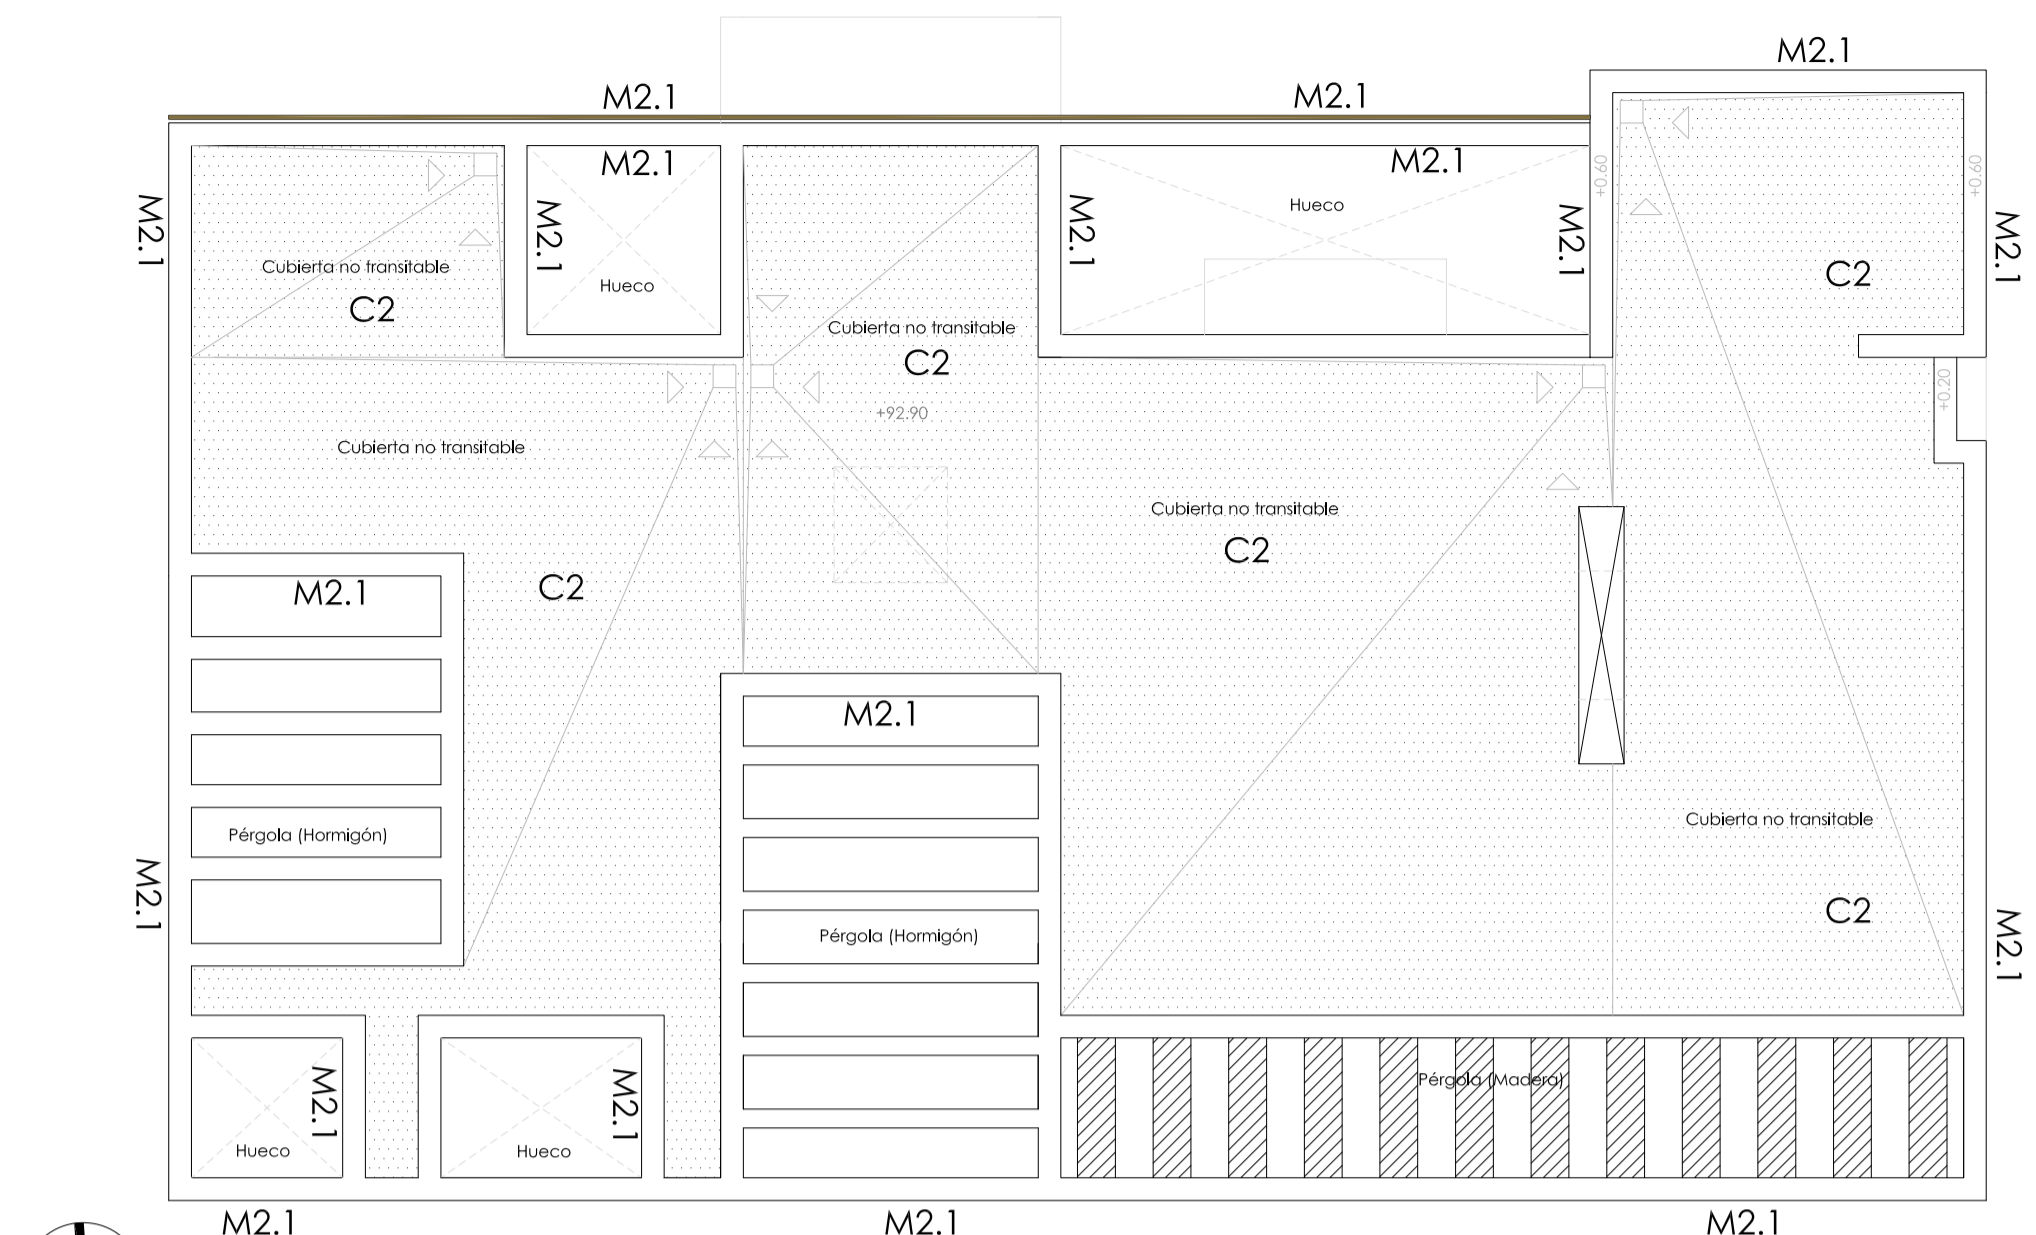 M2.1
M2.1
M2.1
M2.1
M2.1
+0.60
+0.60
M2.1
M2.1
Hueco
M2.1
M2.1
M2.1
M2.1
Cubierta no transitable
C2
Hueco
C2
Cubierta no transitable
C2
+0.20
+92.90
Cubierta no transitable
Cubierta no transitable
C2
C2
M2.1
M2.1
Cubierta no transitable
Pérgola (Hormigón)
M2.1
C2
Pérgola (Hormigón)
M2.1
Pérgola (Madera)
M2.1
M2.1
Hueco
Hueco
M2.1
M2.1
M2.1